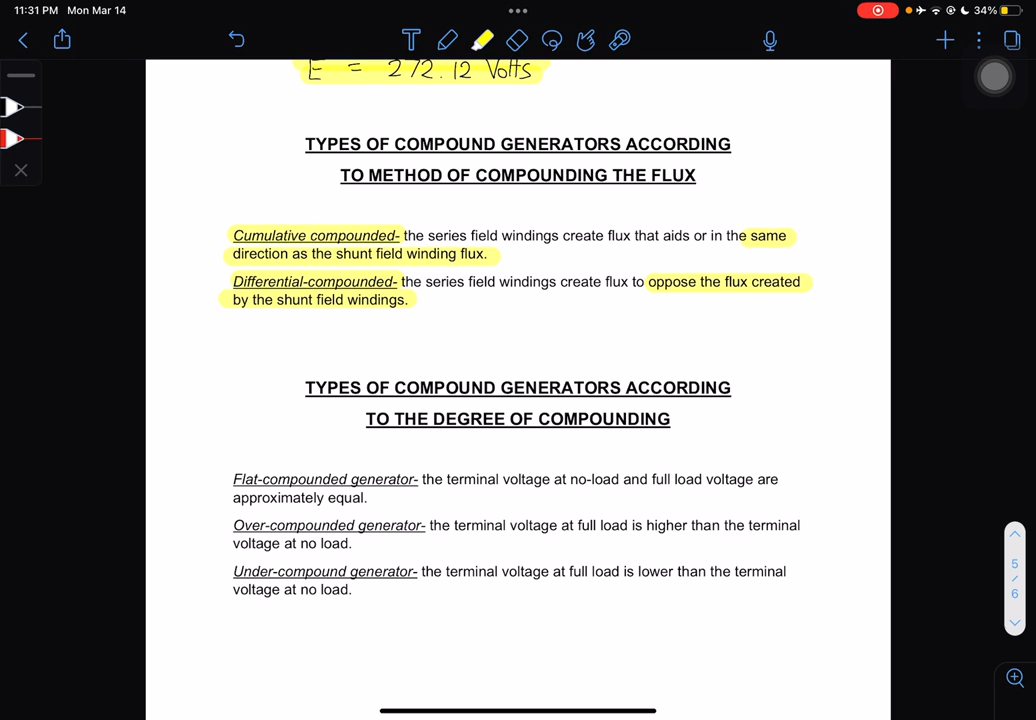 11:31 PM Mon Mar 14
34%
E = 272.12 Volts
TYPES OF COMPOUND GENERATORS ACCORDING
TO METHOD OF COMPOUNDING THE FLUX
Cumulative compounded- the series field windings create flux that aids or in the same
direction as the shunt field winding flux.
Differential-compounded- the series field windings create flux to oppose the flux created
by the shunt field windings.
TYPES OF COMPOUND GENERATORS ACCORDING
TO THE DEGREE OF COMPOUNDING
Flat-compounded generator- the terminal voltage at no-load and full load voltage are
approximately equal.
Over-compounded generator- the terminal voltage at full load is higher than the terminal
voltage at no load.
Under-compound generator- the terminal voltage at full load is lower than the terminal
voltage at no load.
5
/
6